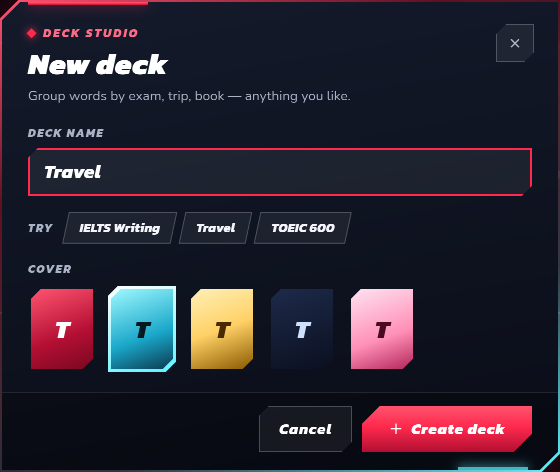 DECK STUDIO
New deck
Group words by exam, trip, book — anything you like.
DECK NAME
Travel
TRY IELTS Writing Travel TOEIC 600
COVER
T T T T T
Cancel + Create deck